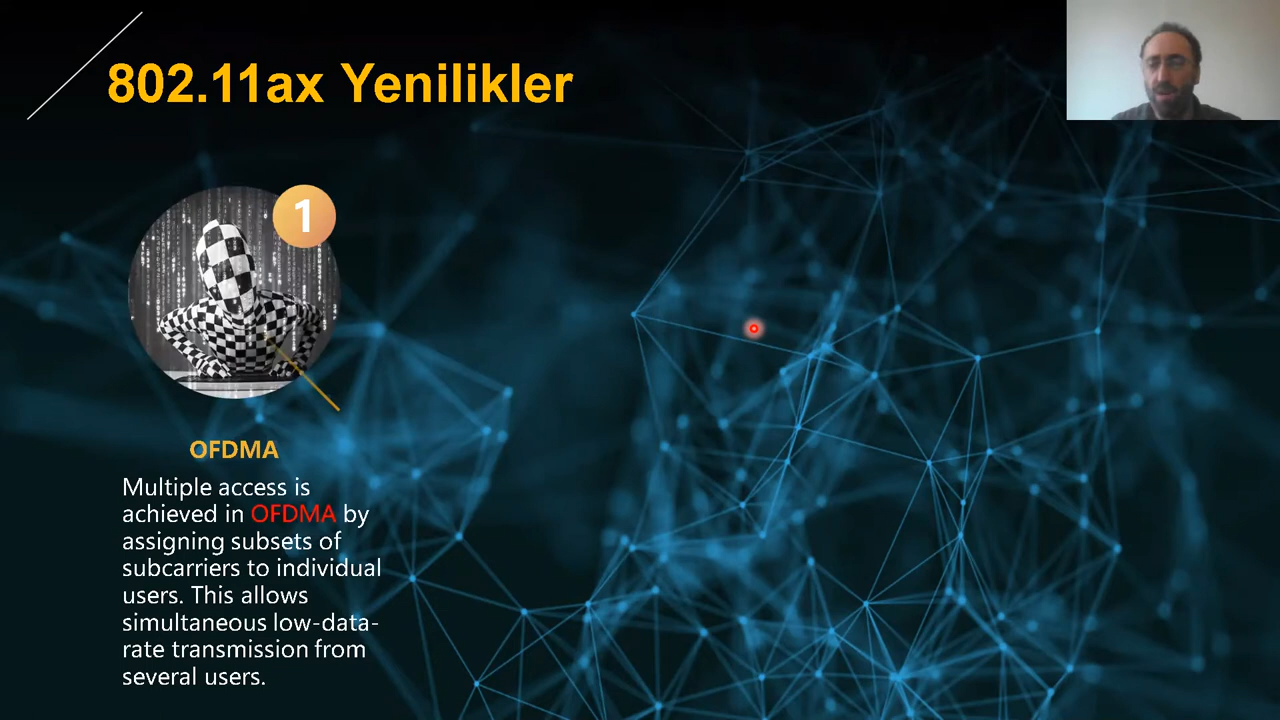 802.11ax Yenilikler
1
OFDMA
Multiple access is
achieved in OFDMA by
assigning subsets of
subcarriers to individual
users. This allows
simultaneous low-data-
rate transmission from
several users.